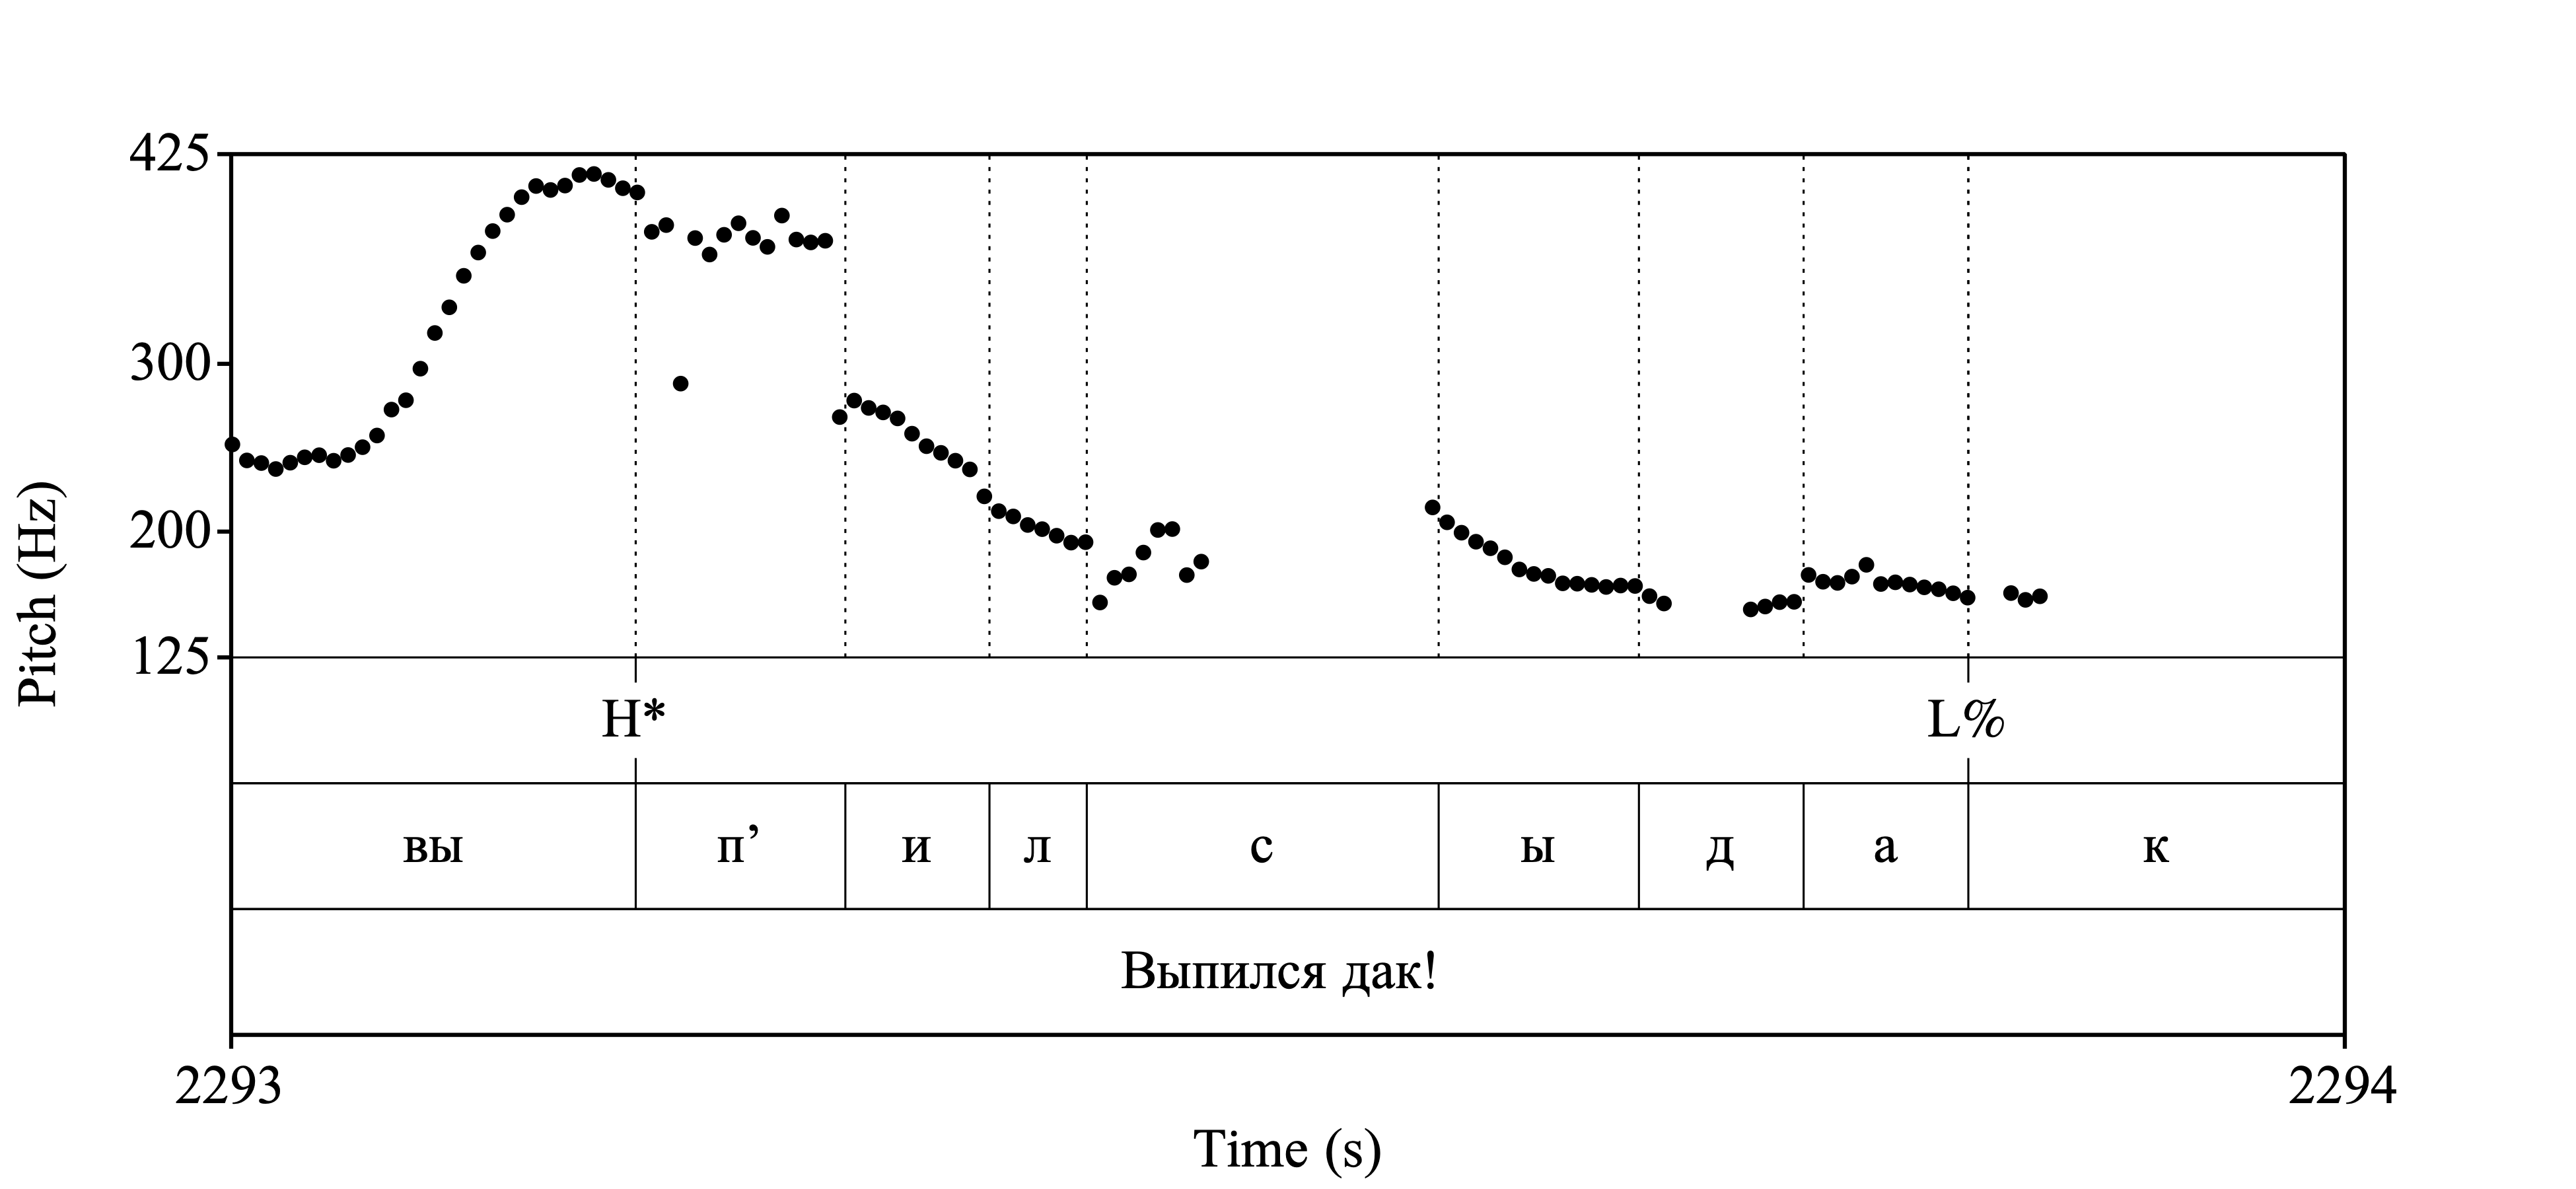 425
300
200
125
Pitch (Hz)
H* L%
вы п’ и л с ы д а к
Выпился дак!
2293 2294
Time (s)